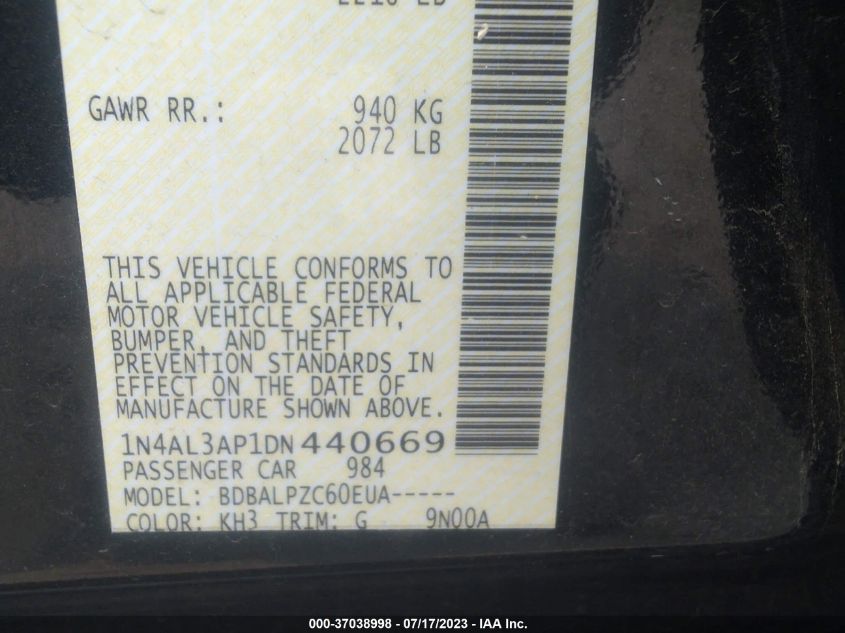 GAWR RR.: 940 KG
2072 LB
THIS VEHICLE CONFORMS TO
ALL APPLICABLE FEDERAL
MOTOR VEHICLE SAFETY,
BUMPER, AND THEFT
PREVENTION STANDARDS IN
EFFECT ON THE DATE OF
MANUFACTURE SHOWN ABOVE.
1N4AL3AP1DN440669
PASSENGER CAR 984
MODEL: BDBALPZC60EUA-----
COLOR: KH3 TRIM: G 9N00A
000-37038998 - 07/17/2023 - IAA Inc.